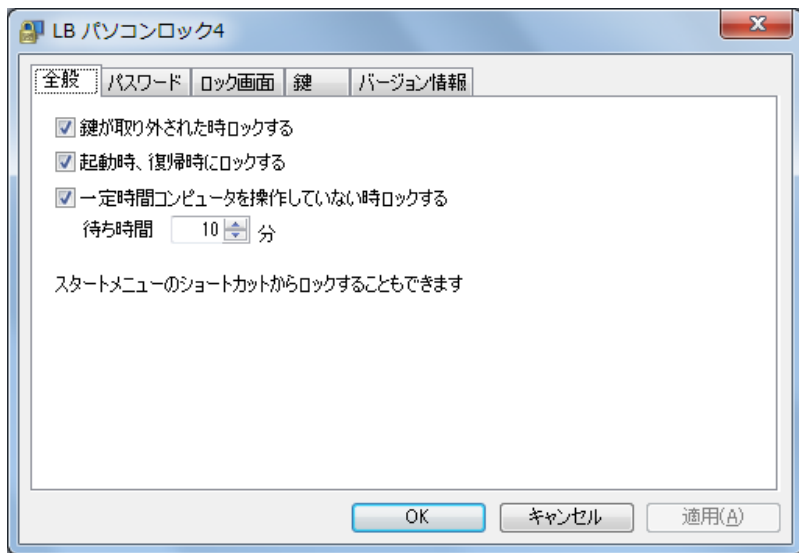 LB パソコンロック4
全般 パスワード ロック画面 鍵 バージョン情報
鍵が取り外された時ロックする
起動時、復帰時にロックする
一定時間コンピュータを操作していない時ロックする
待ち時間 10 分
スタートメニューのショートカットからロックすることもできます
OK キャンセル 適用(A)